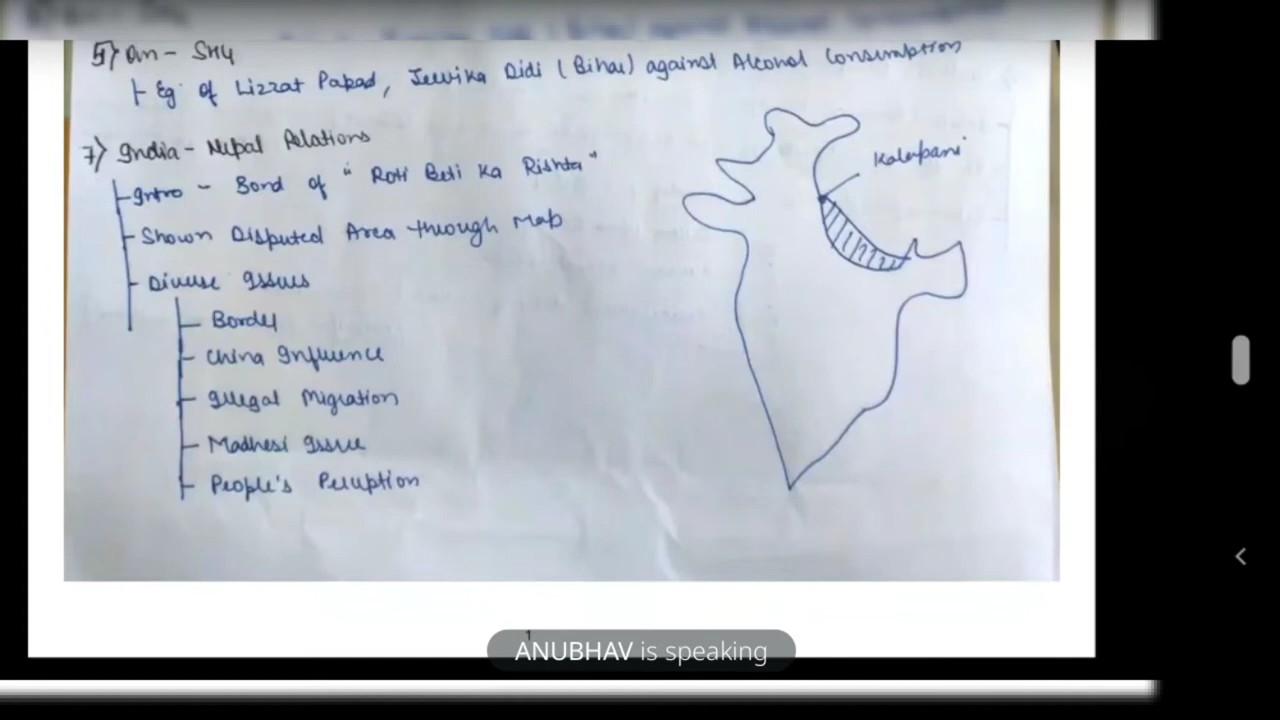 5) On - SHG
Eg of Lizzat Papad, Jeevika Didi (Bihar) against Alcohol Consumption
7) India - Nepal Relations
Intro - Bond of "Roti Beti Ka Rishta"
Shown Disputed Area through Map
Diverse Issues
Border
China Influence
Illegal Migration
Madhesi Issue
People's Perception
Kalapani
1
ANUBHAV is speaking